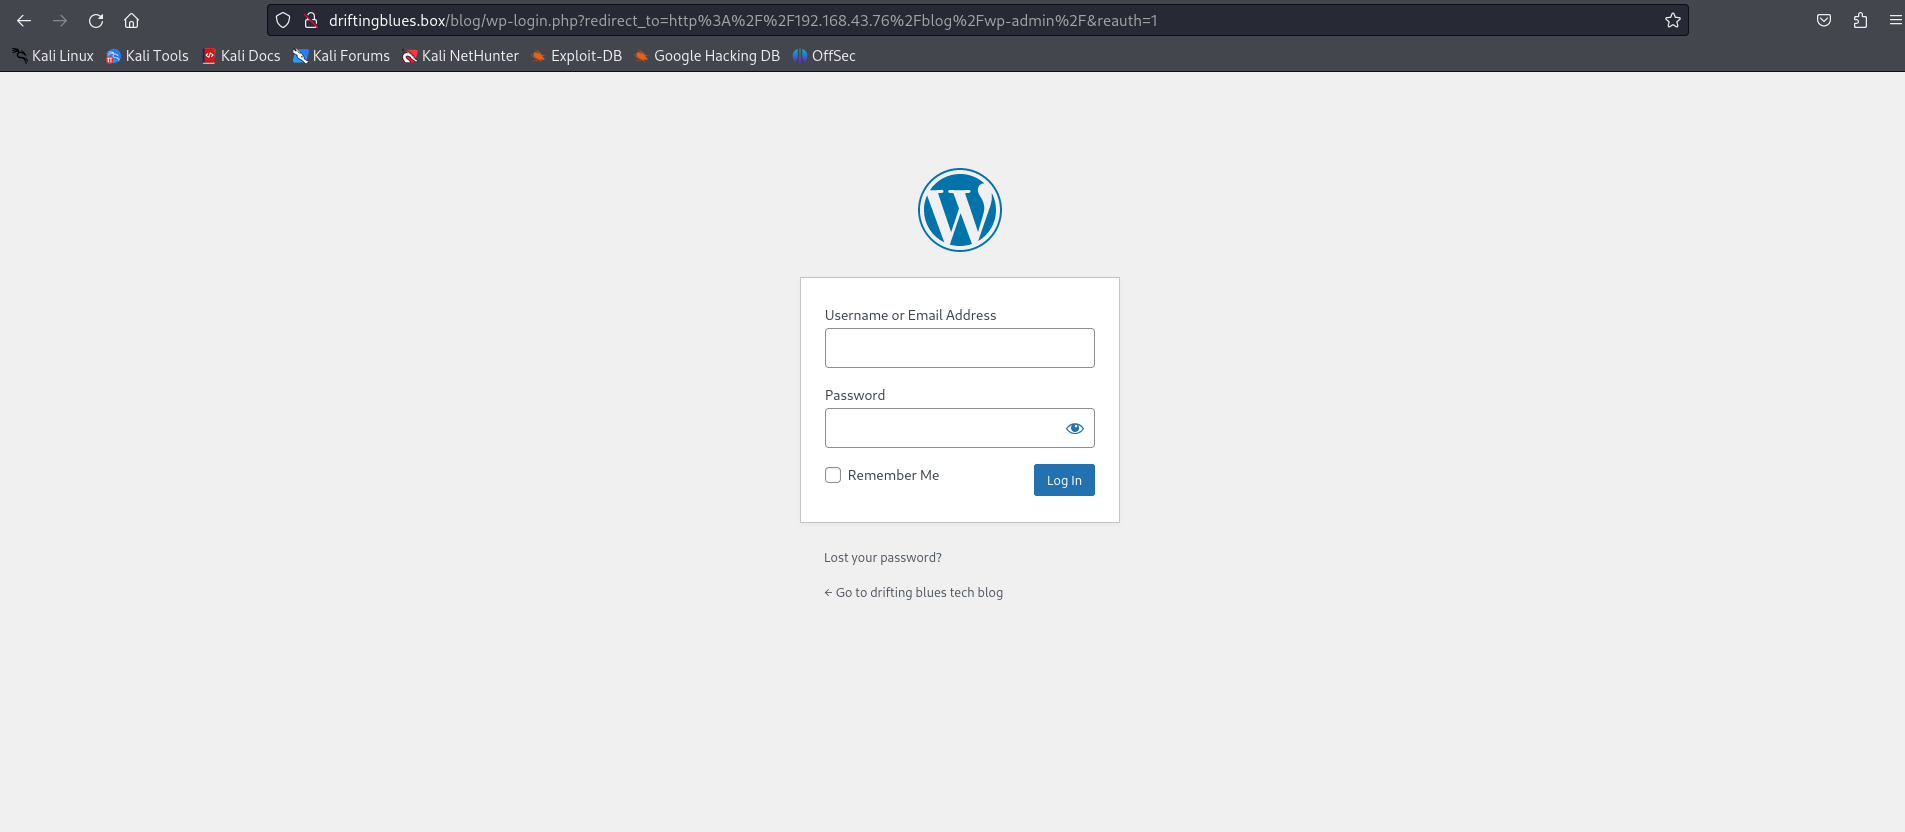 driftingblues.box/blog/wp-login.php?redirect_to=http%3A%2F%2F192.168.43.76%2Fblog%2Fwp-admin%2F&reauth=1
Kali Linux Kali Tools Kali Docs Kali Forums Kali NetHunter Exploit-DB Google Hacking DB OffSec
Username or Email Address
Password
Remember Me
Log In
Lost your password?
← Go to drifting blues tech blog